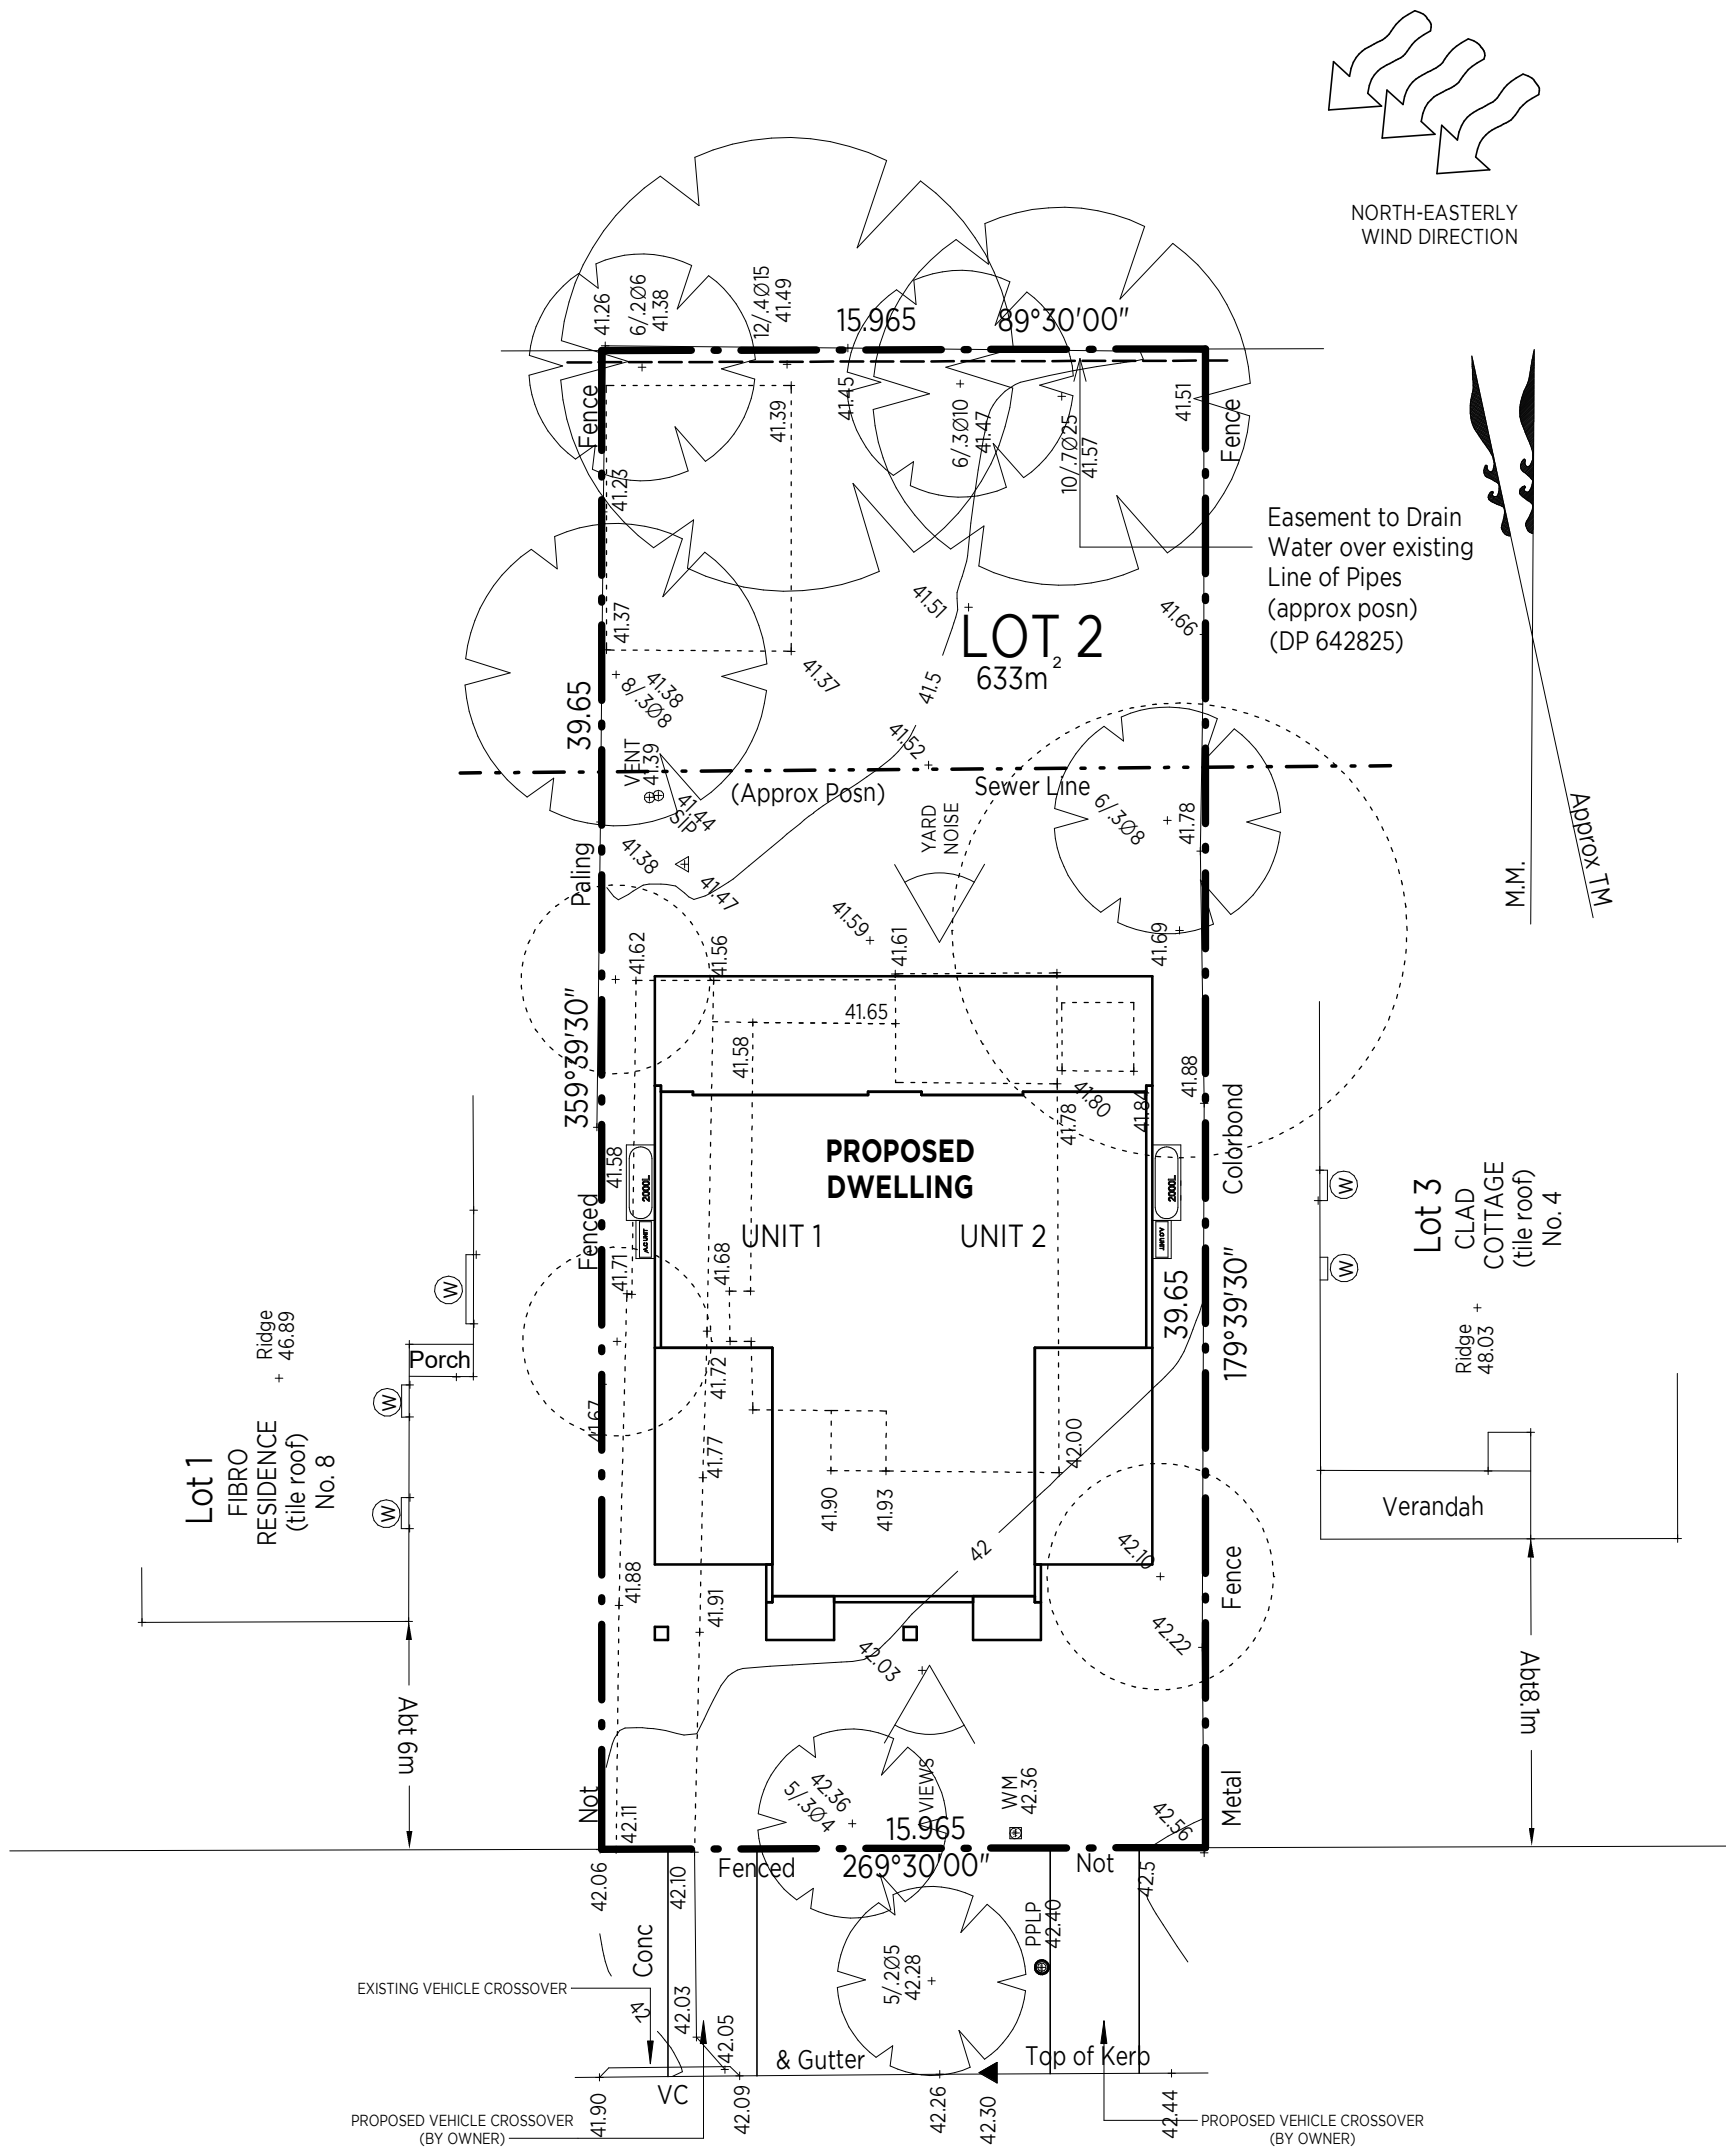 NORTH-EASTERLY
WIND DIRECTION
41.26
6/.2Ø6
41.38
12/.4Ø15
41.49
15.965
89°30'00"
Fence
41.23
41.39
41.45
6/.3Ø10
41.47
10/.7Ø25
41.57
41.51
Fence
Easement to Drain
Water over existing
Line of Pipes
(approx posn)
(DP 642825)
41.37
41.51
41.66
LOT 2
633m²
41.38
8/.3Ø8
41.37
41.5
39.65
VENT
41.39
41.52
(Approx Posn)
Sewer Line
41.44
SIP
41.38
41.47
YARD
NOISE
6/.3Ø8
41.78
Approx TM
M.M.
Paling
41.59
41.61
41.69
41.62
41.56
41.65
41.58
359°39'30"
41.78
41.80
41.84
41.88
Colorbond
PROPOSED
DWELLING
UNIT 1
UNIT 2
41.58
2000L
A.C UNIT
2000L
A.C UNIT
Fenced
41.71
41.68
39.65
179°39'30"
W
W
W
W
W
Lot 3
CLAD
COTTAGE
(tile roof)
No. 4
Ridge
48.03
Ridge
46.89
Porch
Lot 1
FIBRO
RESIDENCE
(tile roof)
No. 8
41.67
41.72
41.77
41.90
41.93
42.00
42
Verandah
42.10
42.22
Fence
41.88
41.91
42.03
Abt 6m
Abt8.1m
Not
42.11
42.36
5/.3Ø4
VIEWS
WM
42.36
42.56
Metal
15.965
269°30'00"
Fenced
Not
42.06
42.10
42.5
Conc
PPLP
42.40
5/.2Ø5
42.28
EXISTING VEHICLE CROSSOVER
42
42.03
42.05
& Gutter
Top of Kerb
VC
41.90
42.09
42.26
42.30
42.44
PROPOSED VEHICLE CROSSOVER
(BY OWNER)
PROPOSED VEHICLE CROSSOVER
(BY OWNER)